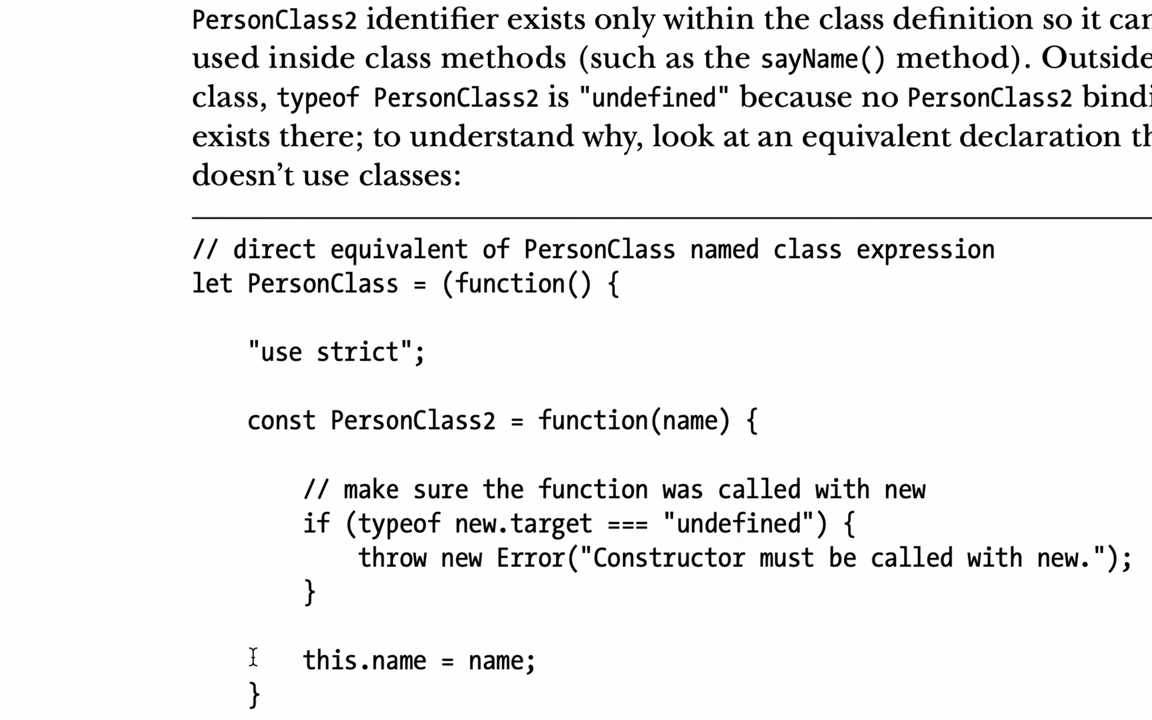 PersonClass2 identifier exists only within the class definition so it can
used inside class methods (such as the sayName() method). Outside
class, typeof PersonClass2 is "undefined" because no PersonClass2
exists there; to understand why, look at an equivalent declaration
doesn’t use classes:
// direct equivalent of PersonClass named class expression
let PersonClass = (function() {
"use strict";
const PersonClass2 = function(name) {
// make sure the function was called with new
if (typeof new.target === "undefined") {
throw new Error("Constructor must be called with new.");
}
this.name = name;
}